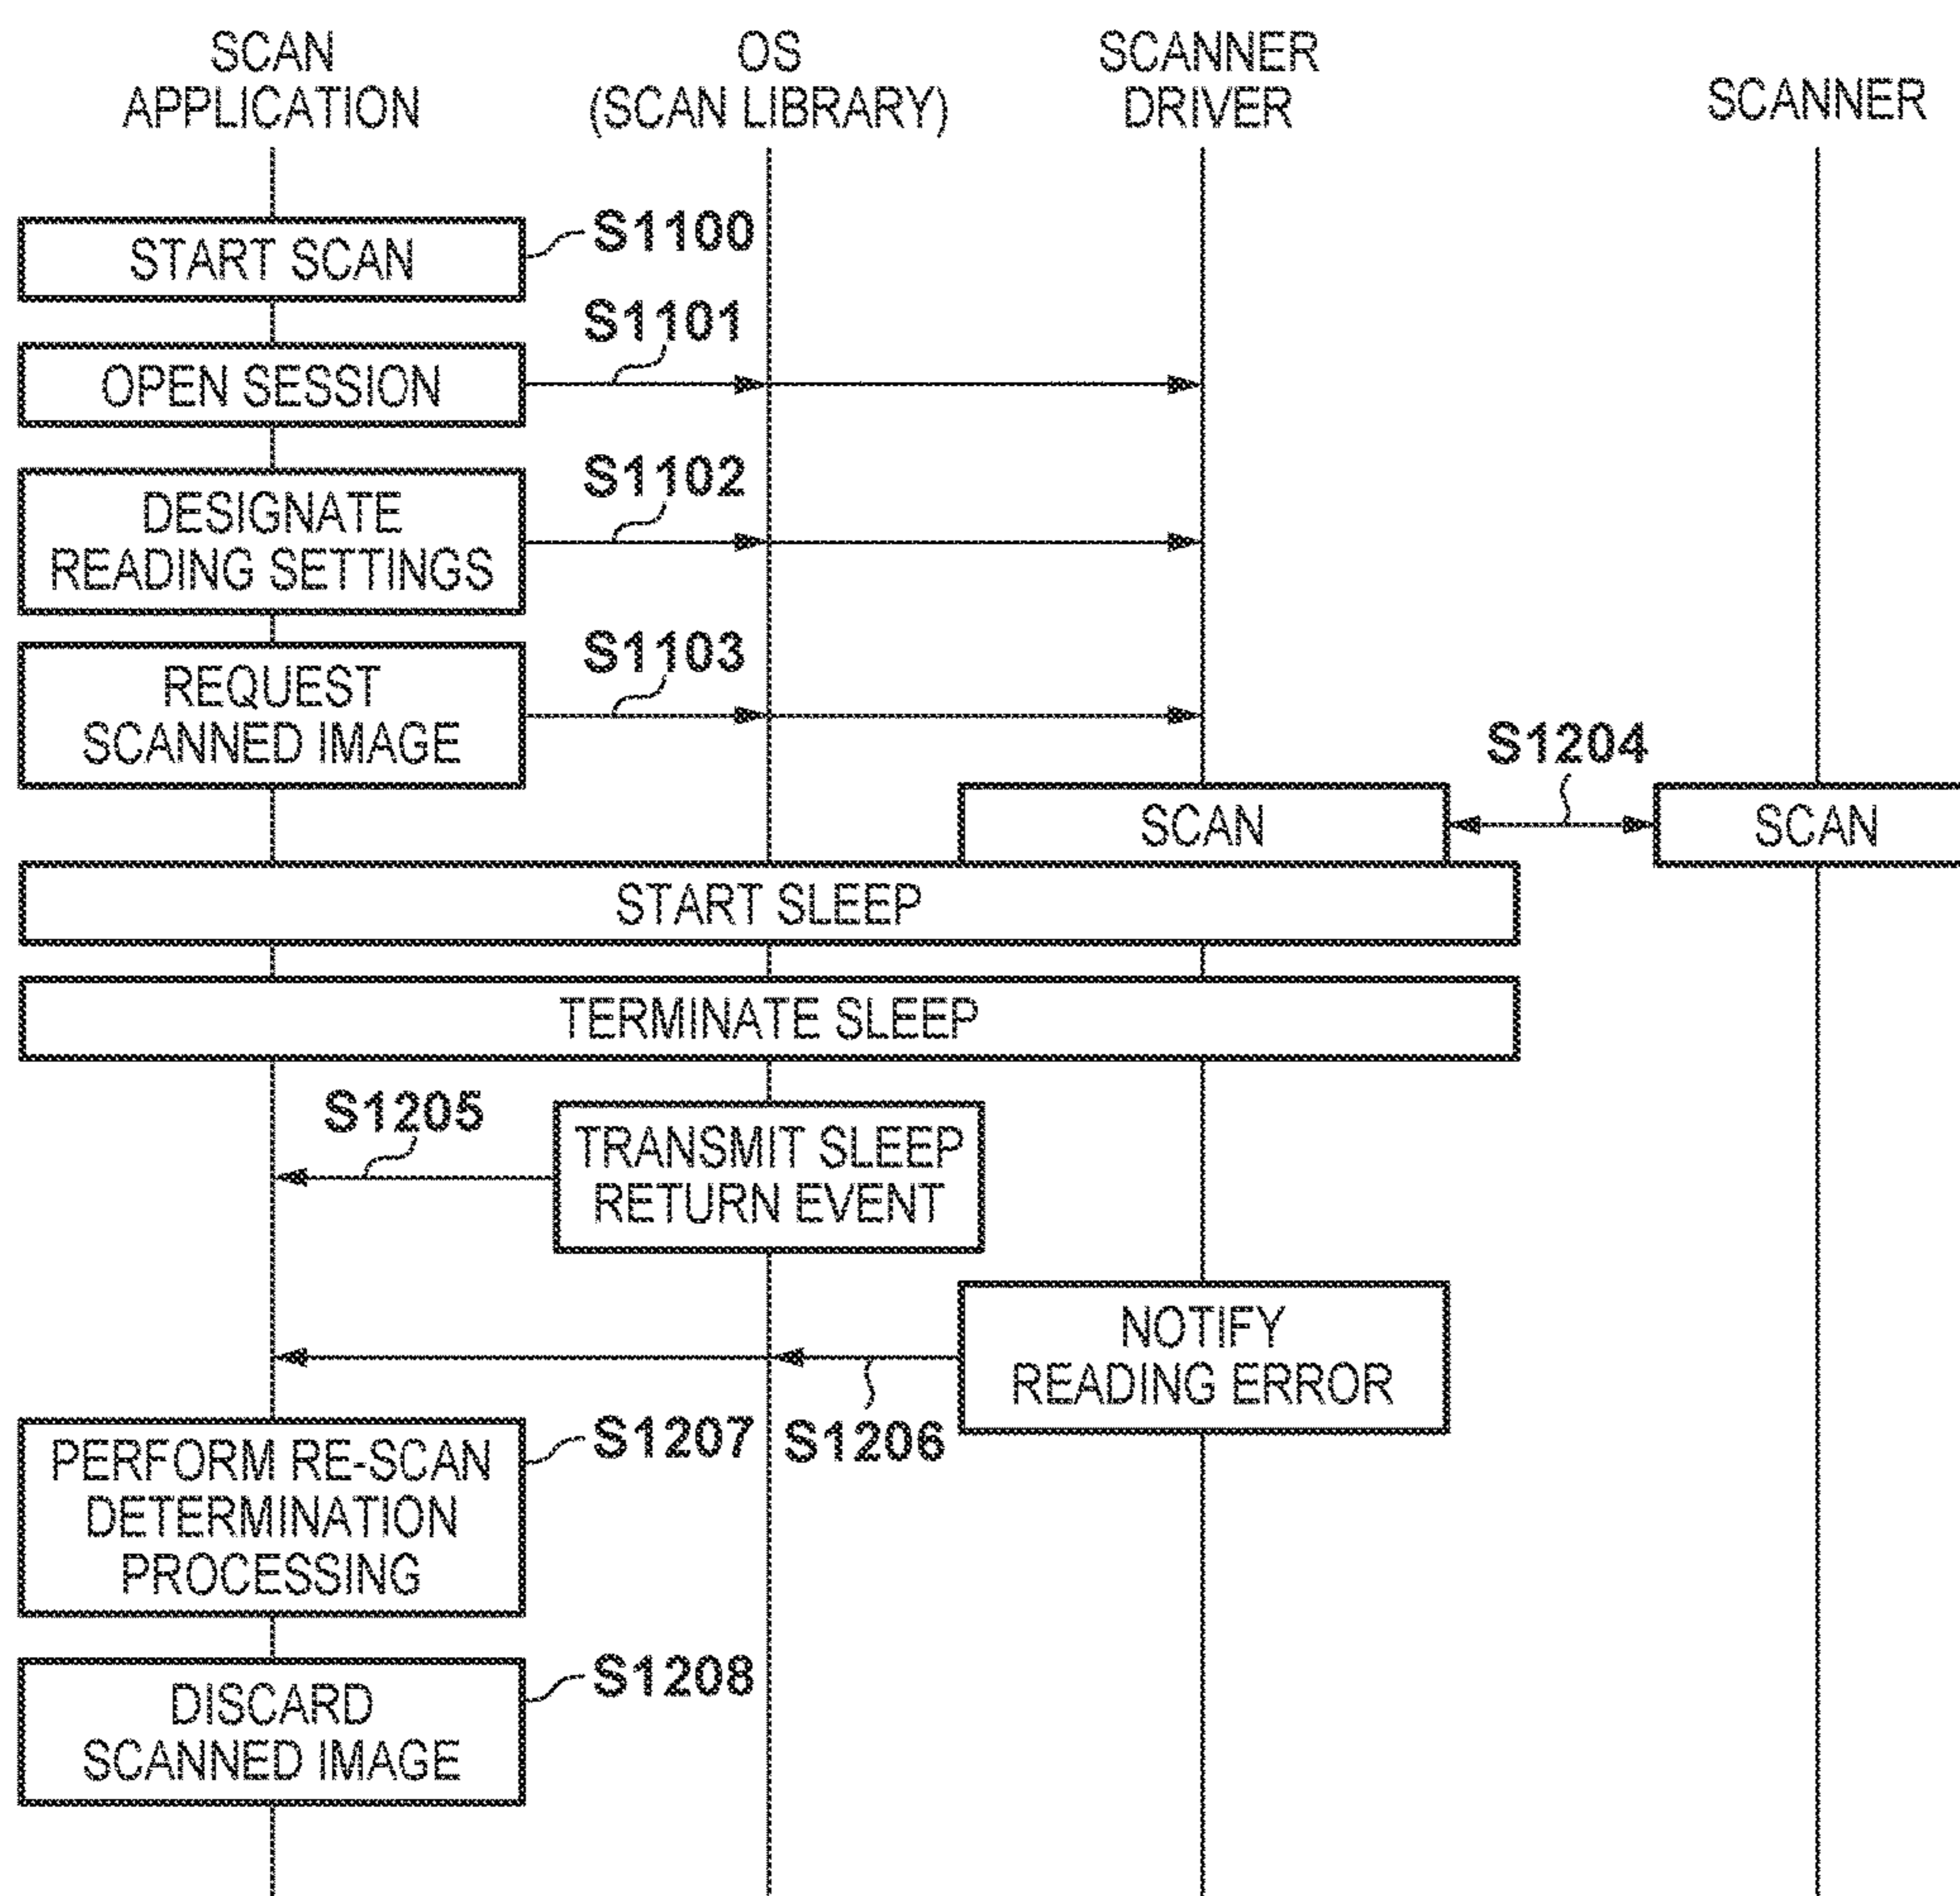 SCAN
APPLICATION
OS
(SCAN LIBRARY)
SCANNER
DRIVER
SCANNER
START SCAN
S1100
S1101
OPEN SESSION
S1102
DESIGNATE
READING SETTINGS
S1103
REQUEST
SCANNED IMAGE
S1204
SCAN
SCAN
START SLEEP
TERMINATE SLEEP
S1205
TRANSMIT SLEEP
RETURN EVENT
NOTIFY
READING ERROR
S1206
S1207
PERFORM RE-SCAN
DETERMINATION
PROCESSING
S1208
DISCARD
SCANNED IMAGE